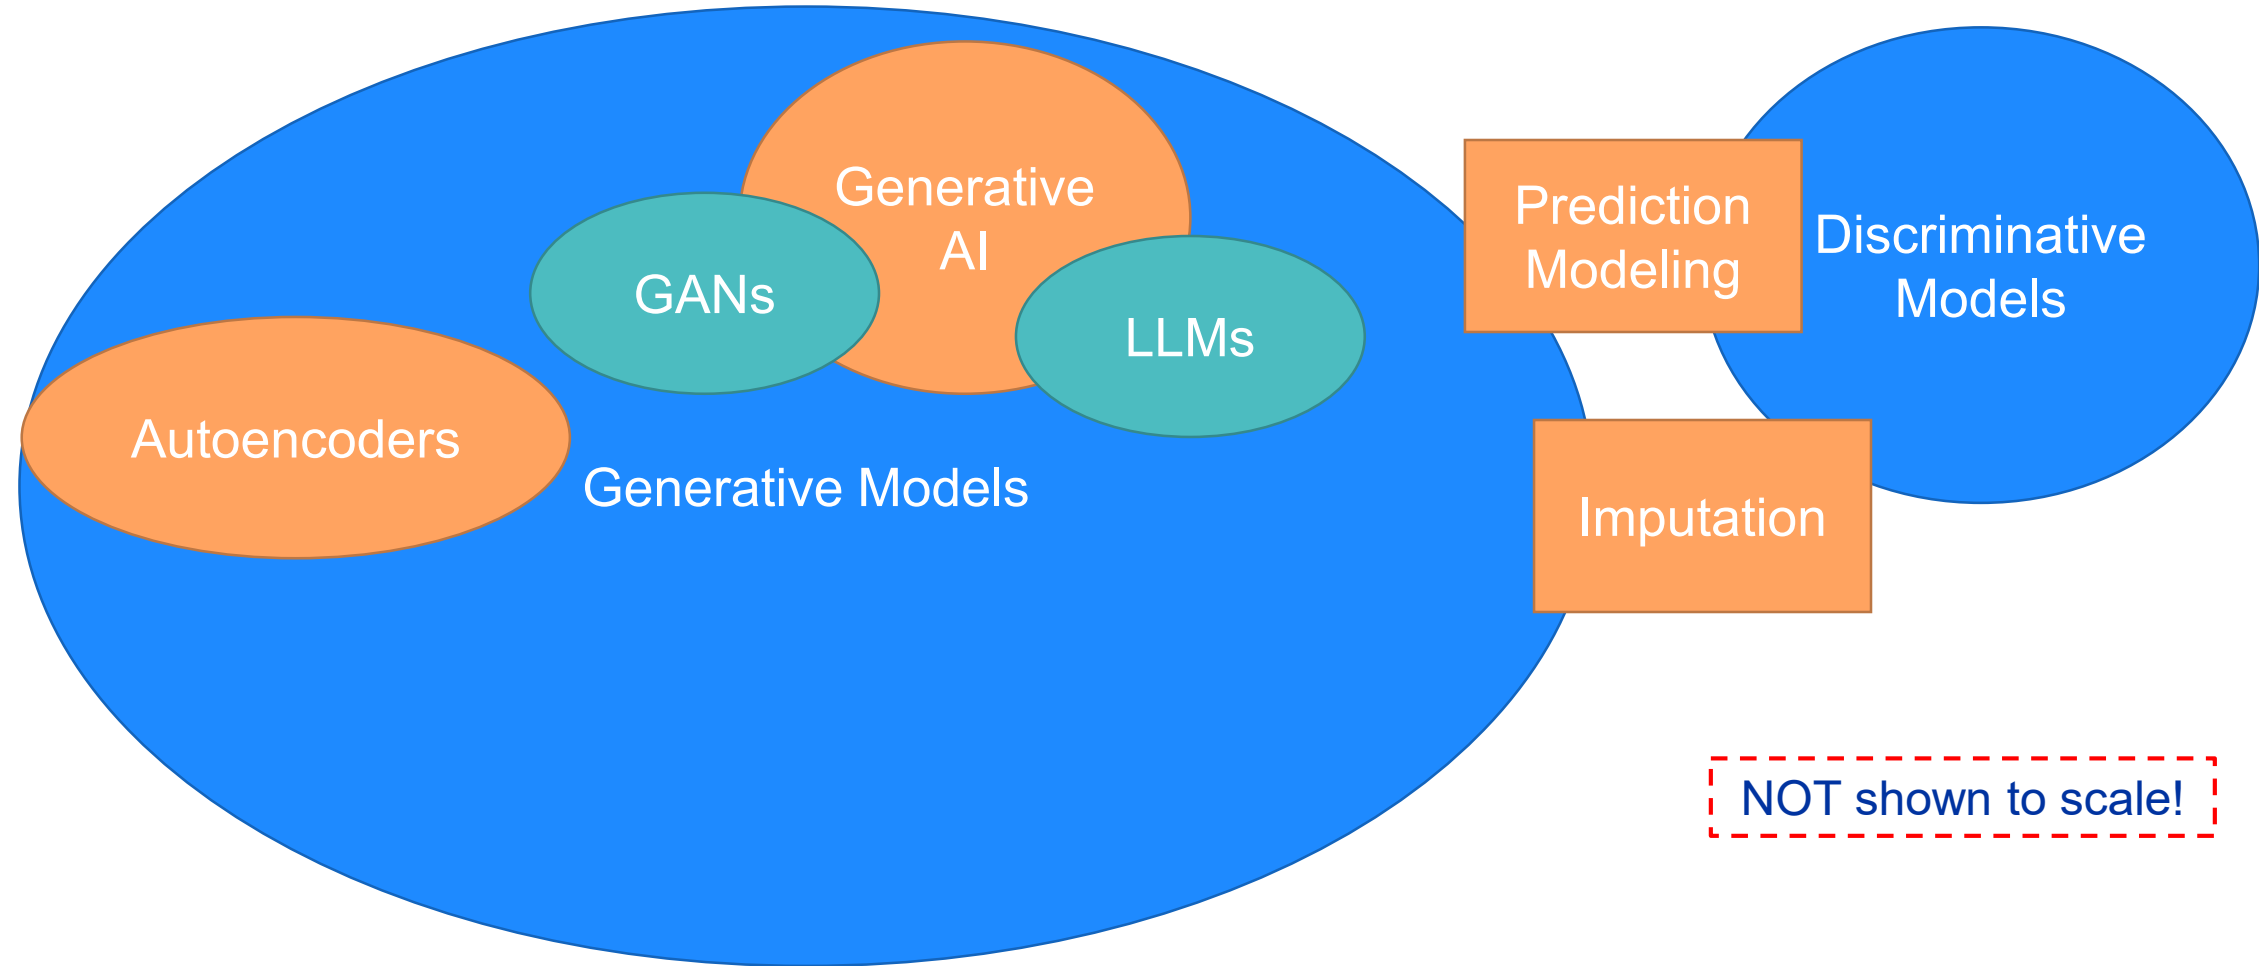 Generative
AI
GANs
LLMs
Autoencoders
Generative Models
Prediction
Modeling
Discriminative
Models
Imputation
NOT shown to scale!